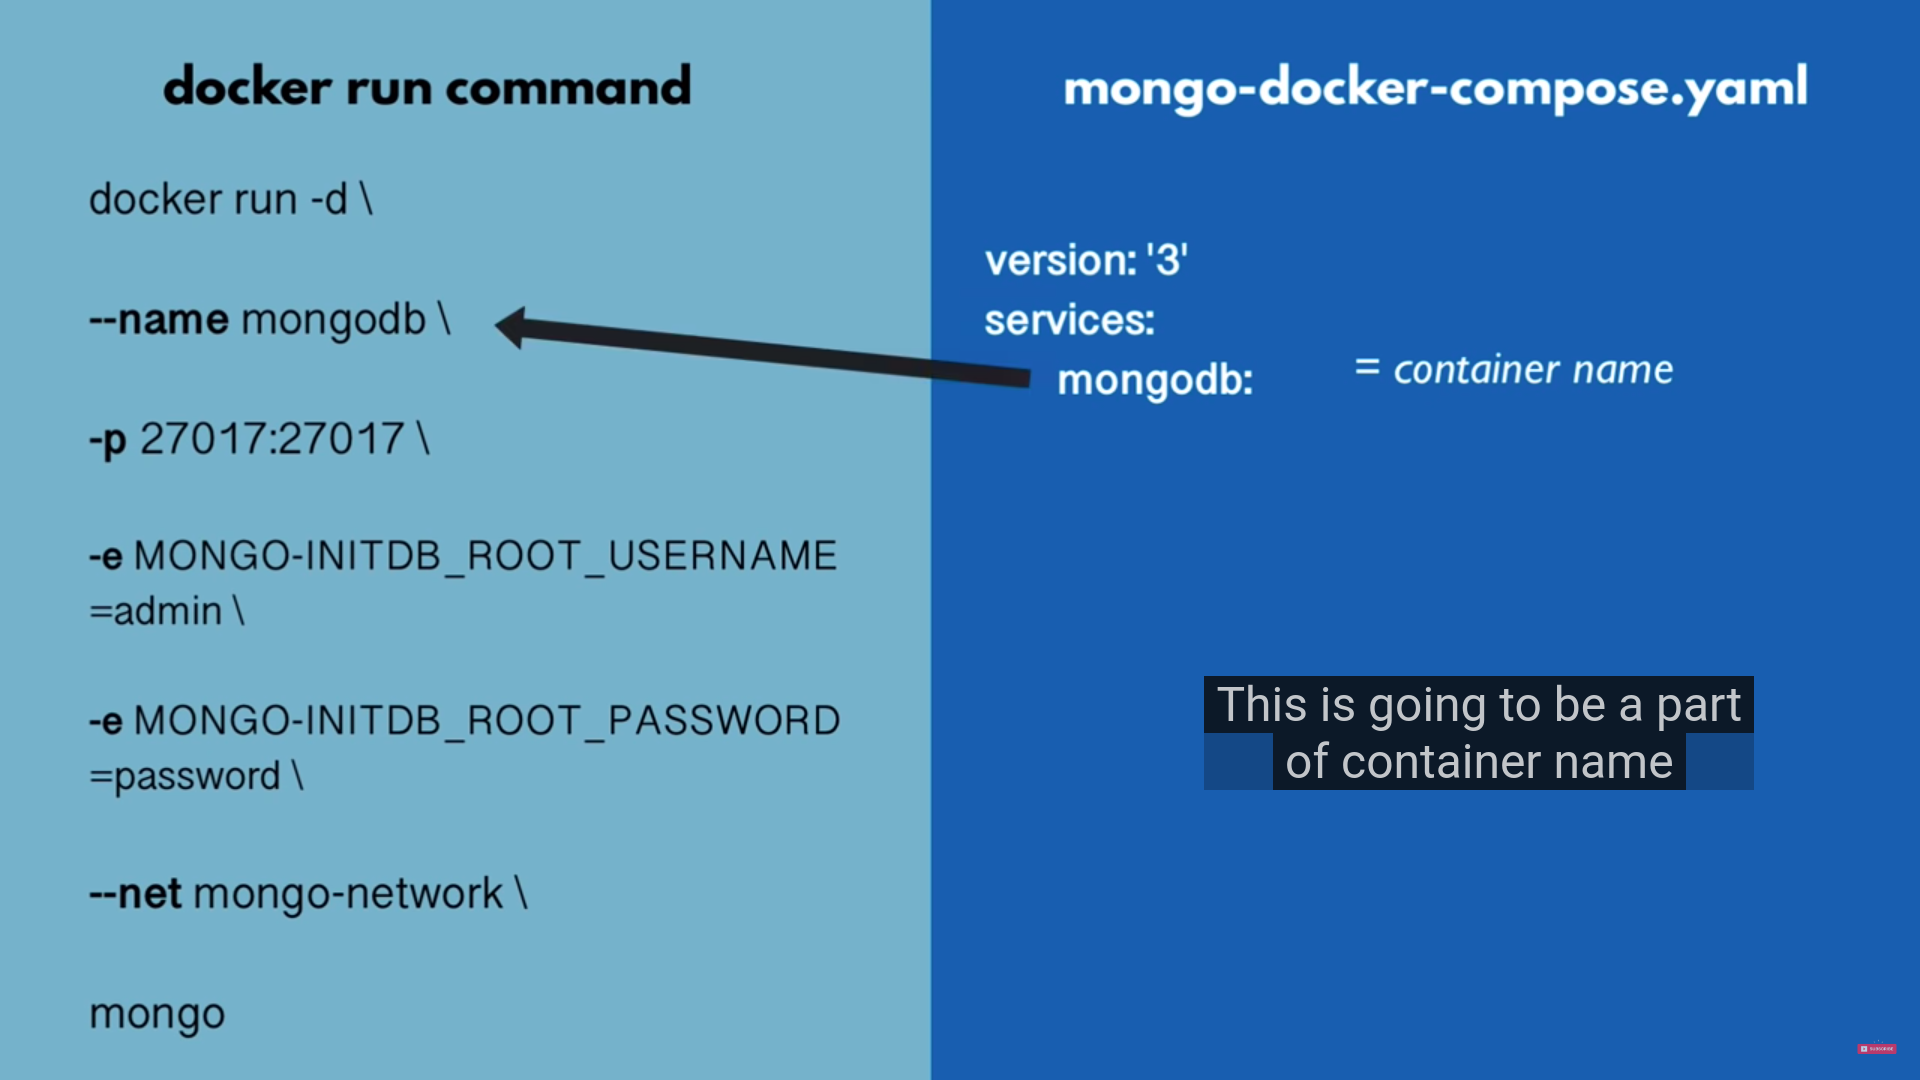 docker run command
docker run -d \
--name mongodb \
-p 27017:27017 \
-e MONGO-INITDB_ROOT_USERNAME
=admin \
-e MONGO-INITDB_ROOT_PASSWORD
=password \
--net mongo-network \
mongo
mongo-docker-compose.yaml
version: '3'
services:
mongodb:
= container name
This is going to be a part
of container name
SUBSCRIBE